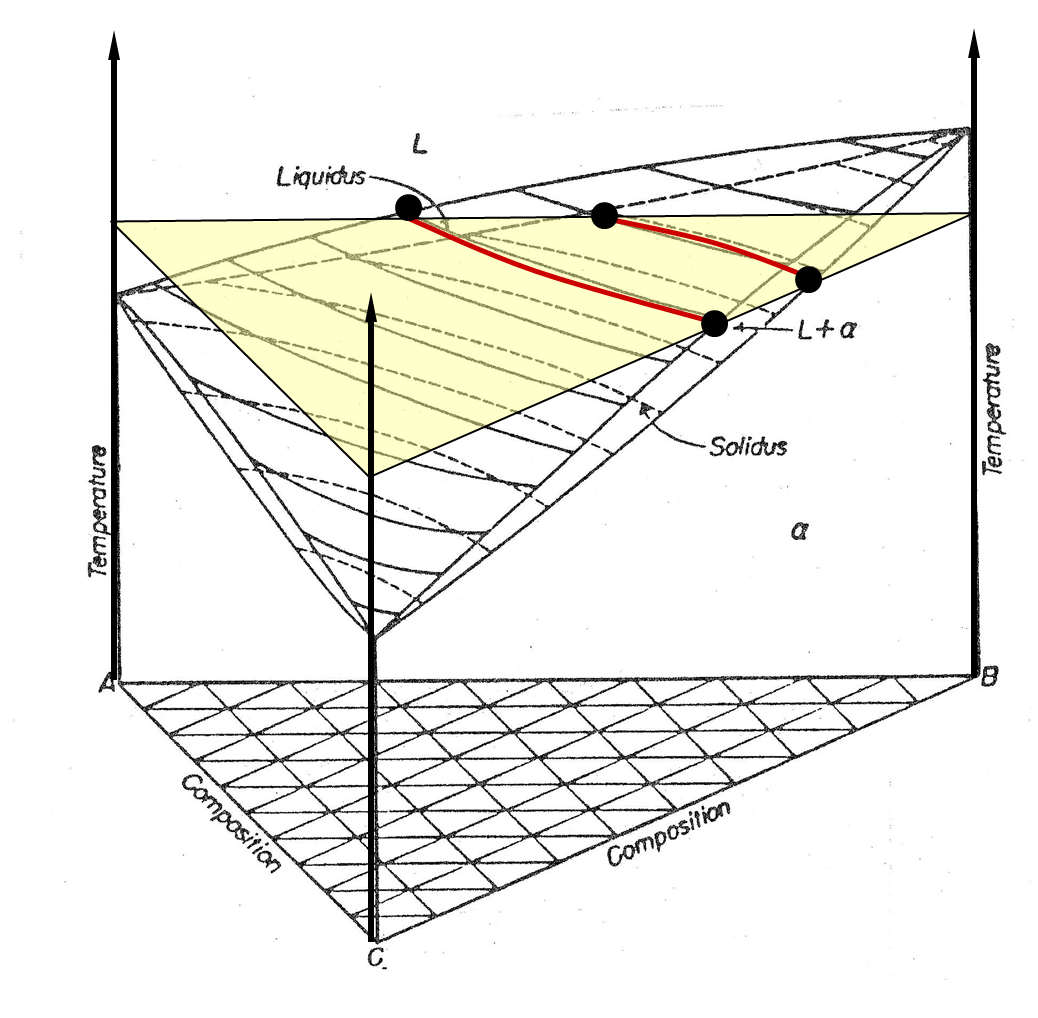 L
Liquidus
L+α
Solidus
Temperature
Temperature
α
A
B
Composition
Composition
C.